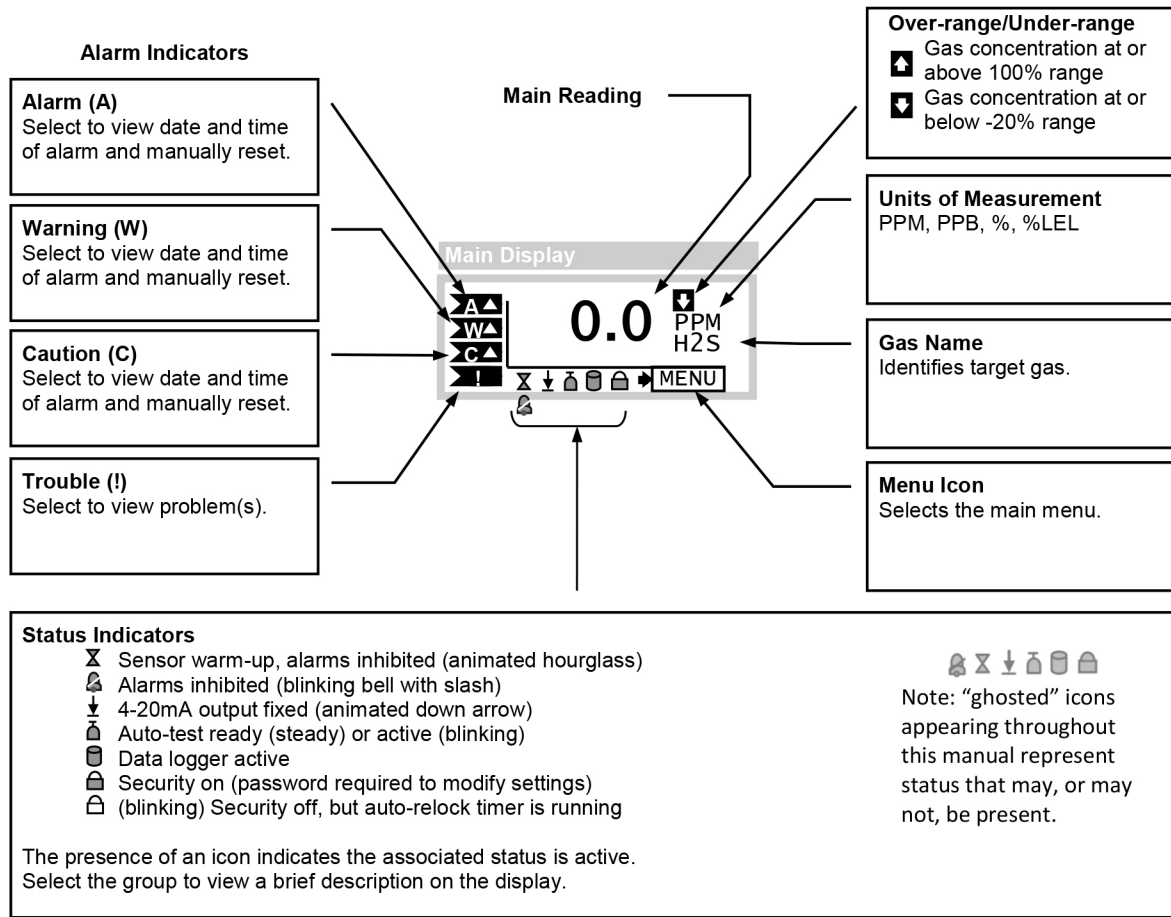 Alarm Indicators
Alarm (A)
Select to view date and time
of alarm and manually reset.
Warning (W)
Select to view date and time
of alarm and manually reset.
Caution (C)
Select to view date and time
of alarm and manually reset.
Trouble (!)
Select to view problem(s).
Main Reading
Main Display
A
W
C
!
0.0
PPM
H2S
MENU
Over-range/Under-range
Gas concentration at or
above 100% range
Gas concentration at or
below -20% range
Units of Measurement
PPM, PPB, %, %LEL
Gas Name
Identifies target gas.
Menu Icon
Selects the main menu.
Status Indicators
Sensor warm-up, alarms inhibited (animated hourglass)
Alarms inhibited (blinking bell with slash)
4-20mA output fixed (animated down arrow)
Auto-test ready (steady) or active (blinking)
Data logger active
Security on (password required to modify settings)
(blinking) Security off, but auto-relock timer is running
The presence of an icon indicates the associated status is active.
Select the group to view a brief description on the display.
Note: “ghosted” icons
appearing throughout
this manual represent
status that may, or may
not, be present.